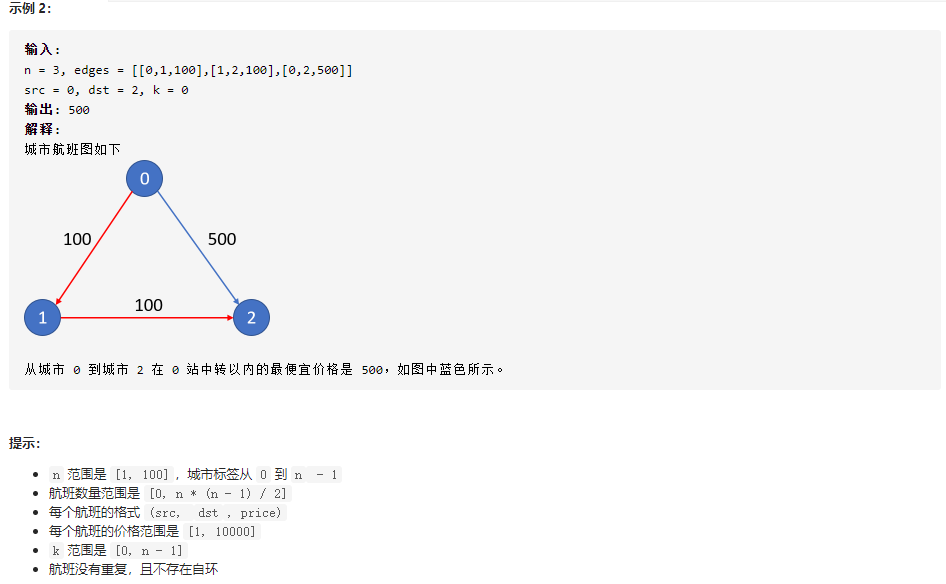 示例 2：
输入：
n = 3, edges = [[0,1,100],[1,2,100],[0,2,500]]
src = 0, dst = 2, k = 0
输出：500
解释：
城市航班图如下
0
100
500
100
1
2
从城市 0 到城市 2 在 0 站中转以内的最便宜价格是 500，如图中蓝色所示。
提示：
n 范围是 [1, 100]，城市标签从 0 到 n - 1
航班数量范围是 [0, n * (n - 1) / 2]
每个航班的格式 (src, dst , price)
每个航班的价格范围是 [1, 10000]
k 范围是 [0, n - 1]
航班没有重复，且不存在自环